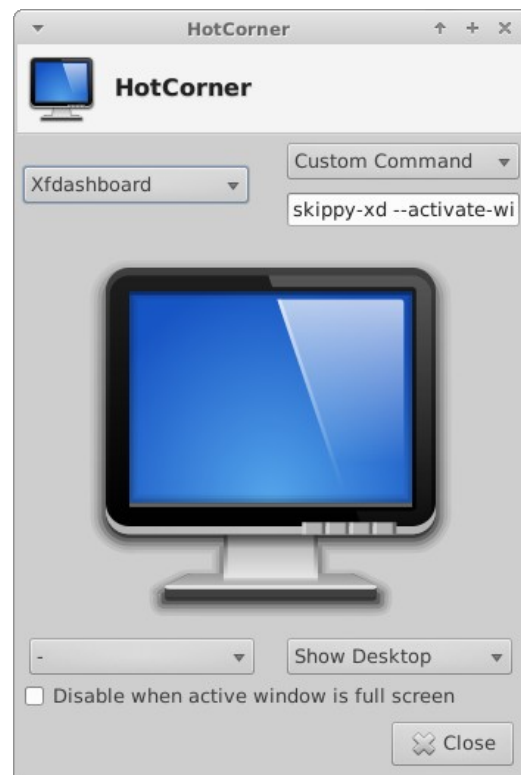 HotCorner
HotCorner
Xfdashboard
Custom Command
skippy-xd --activate-wi
-
Show Desktop
Disable when active window is full screen
Close